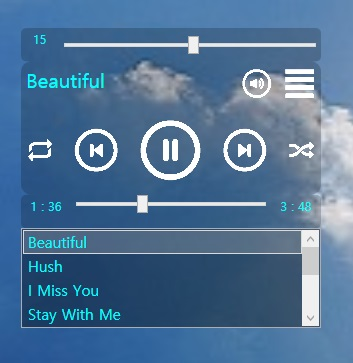 15
Beautiful
1 : 36
3 : 48
Beautiful
Hush
I Miss You
Stay With Me